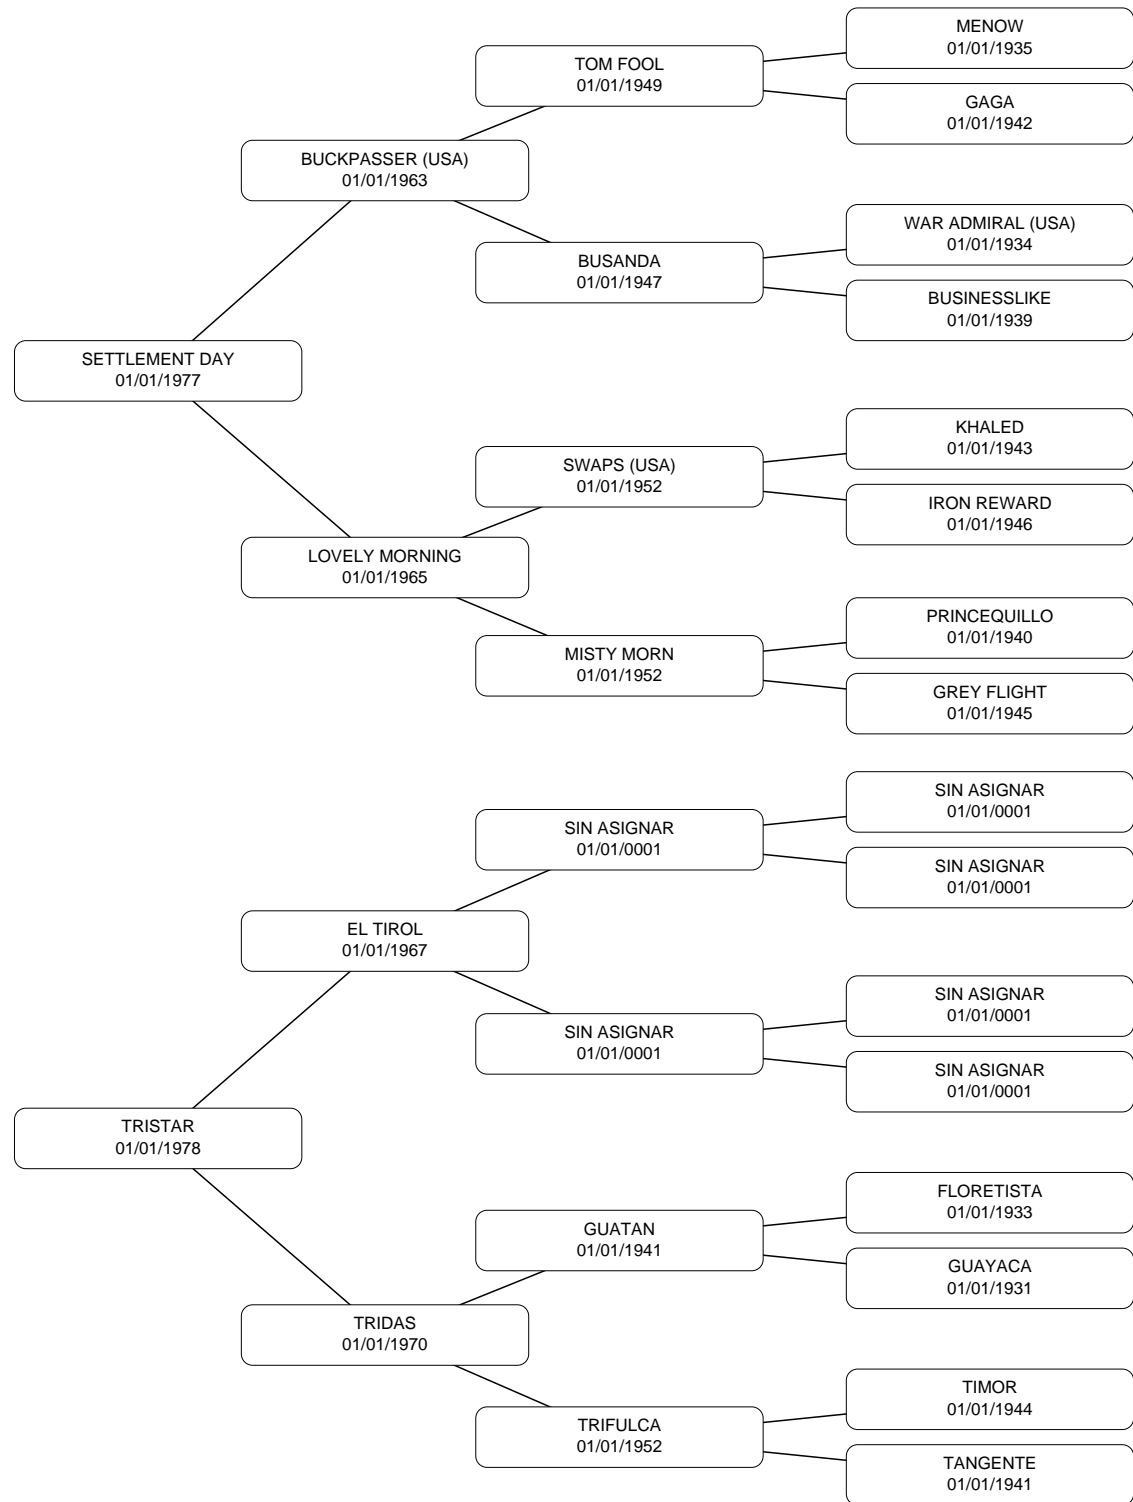 MENOW
01/01/1935
TOM FOOL
01/01/1949
GAGA
01/01/1942
BUCKPASSER (USA)
01/01/1963
WAR ADMIRAL (USA)
01/01/1934
BUSANDA
01/01/1947
BUSINESSLIKE
01/01/1939
SETTLEMENT DAY
01/01/1977
KHALED
01/01/1943
SWAPS (USA)
01/01/1952
IRON REWARD
01/01/1946
LOVELY MORNING
01/01/1965
PRINCEQUILLO
01/01/1940
MISTY MORN
01/01/1952
GREY FLIGHT
01/01/1945
SIN ASIGNAR
01/01/0001
SIN ASIGNAR
01/01/0001
SIN ASIGNAR
01/01/0001
EL TIROL
01/01/1967
SIN ASIGNAR
01/01/0001
SIN ASIGNAR
01/01/0001
SIN ASIGNAR
01/01/0001
TRISTAR
01/01/1978
FLORETISTA
01/01/1933
GUATAN
01/01/1941
GUAYACA
01/01/1931
TRIDAS
01/01/1970
TIMOR
01/01/1944
TRIFULCA
01/01/1952
TANGENTE
01/01/1941